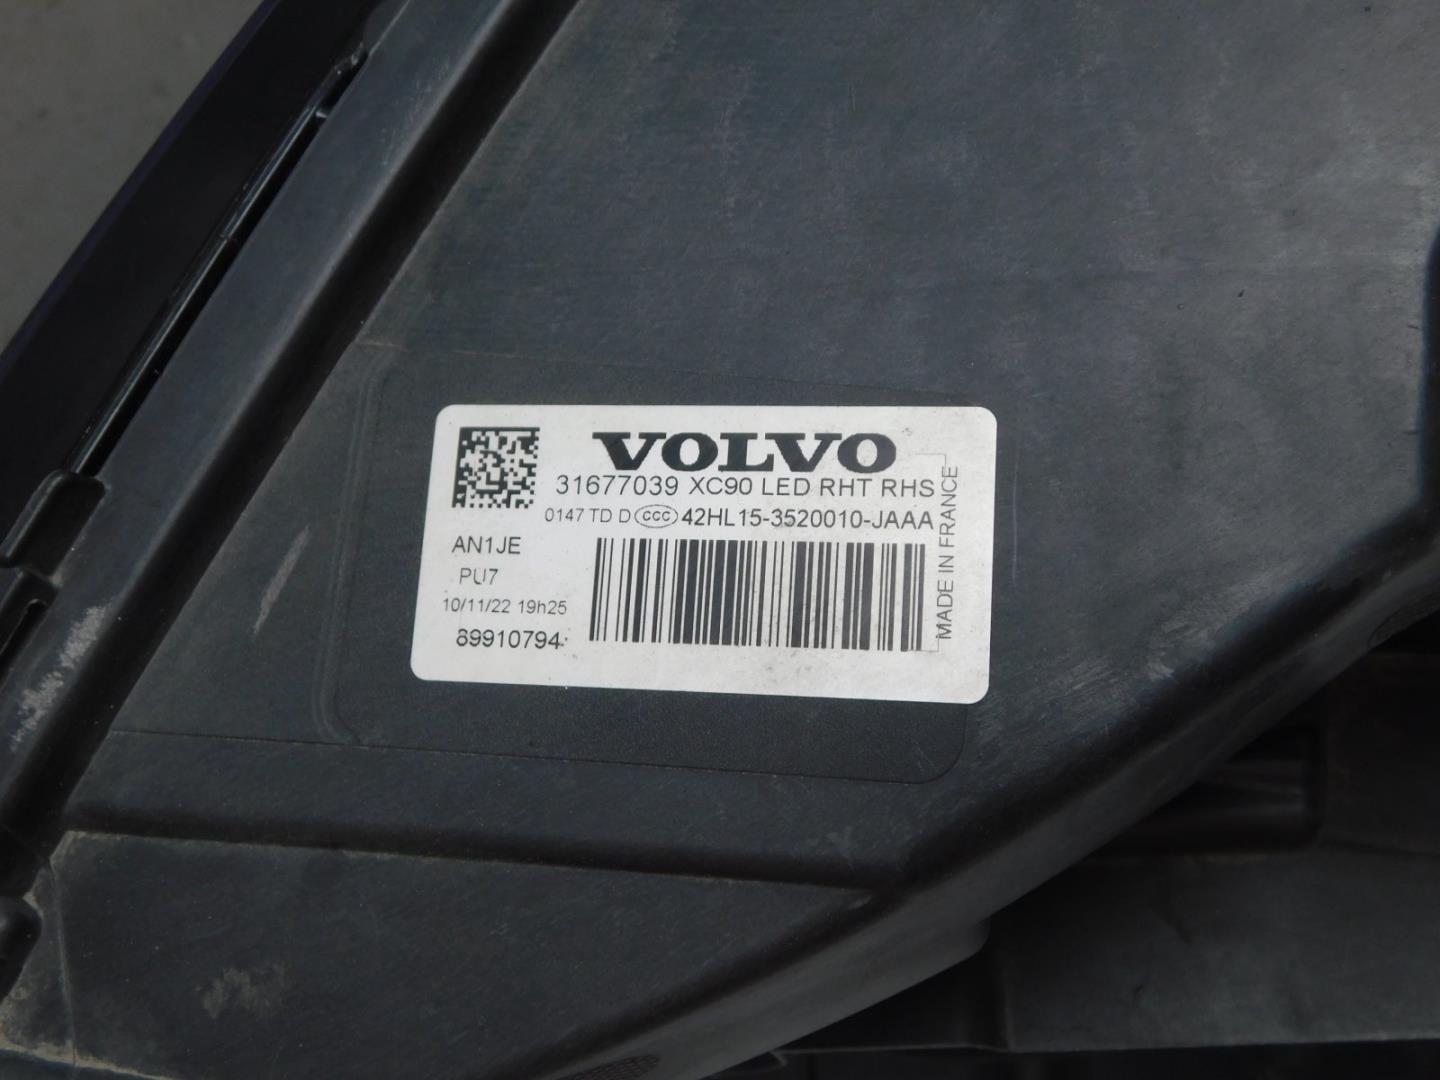 VOLVO
31677039 XC90 LED RHT RHS
0147 TD D CCC 42HL15-3520010-JAAA
AN1JE
PU7
10/11/22 19h25
89910794
MADE IN FRANCE